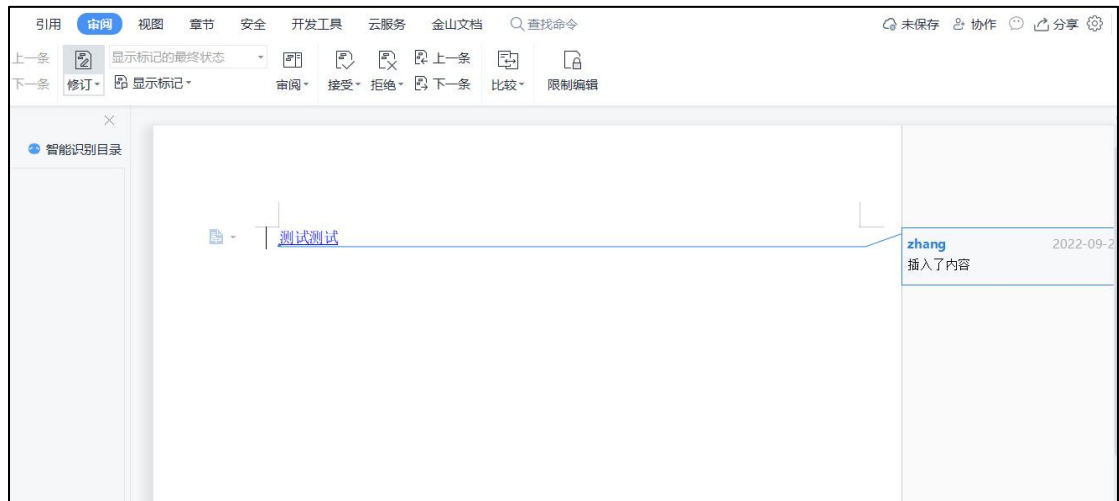 引用 审阅 视图 章节 安全 开发工具 云服务 金山文档 查找命令 未保存 协作 分享
上一条 显示标记的最终状态 上一条
下一条 修订 显示标记 审阅 接受 拒绝 下一条 比较 限制编辑
智能识别目录
测试测试
zhang 2022-09-2
插入了内容